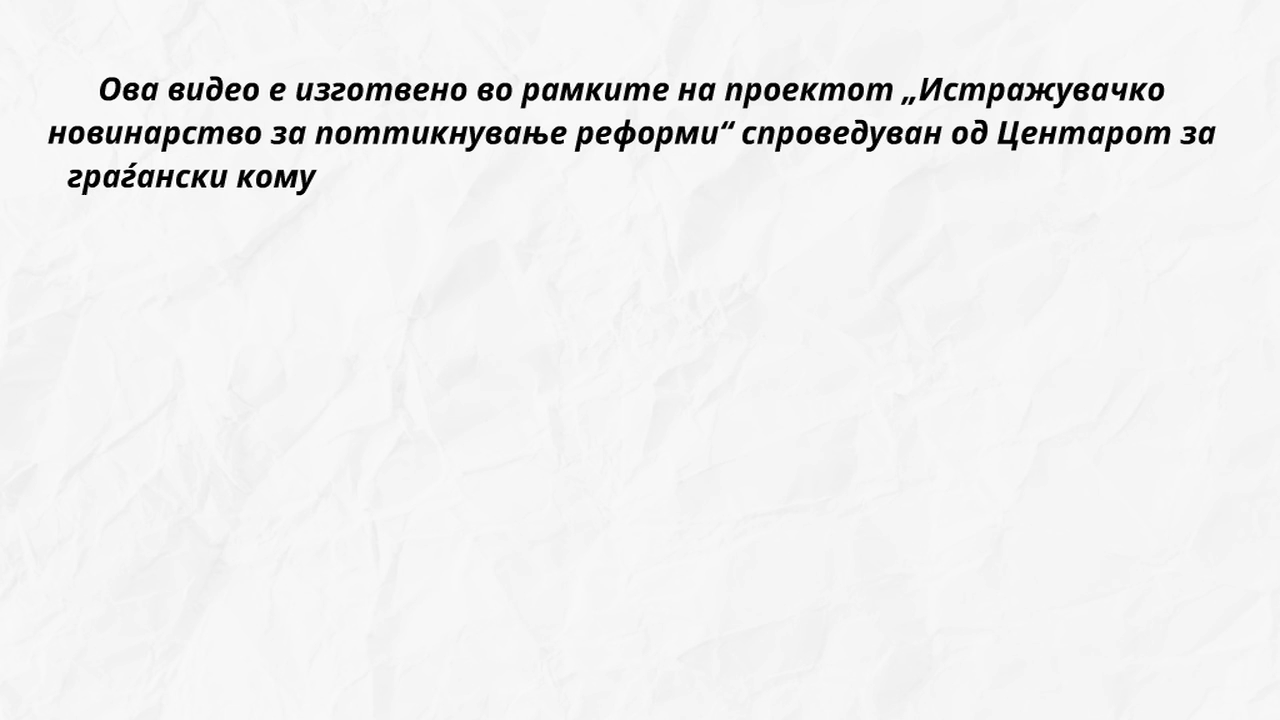 Ова видео е изготвено во рамките на проектот „Истражувачко
новинарство за поттикнување реформи“ спроведуван од Центарот за
граѓански кому